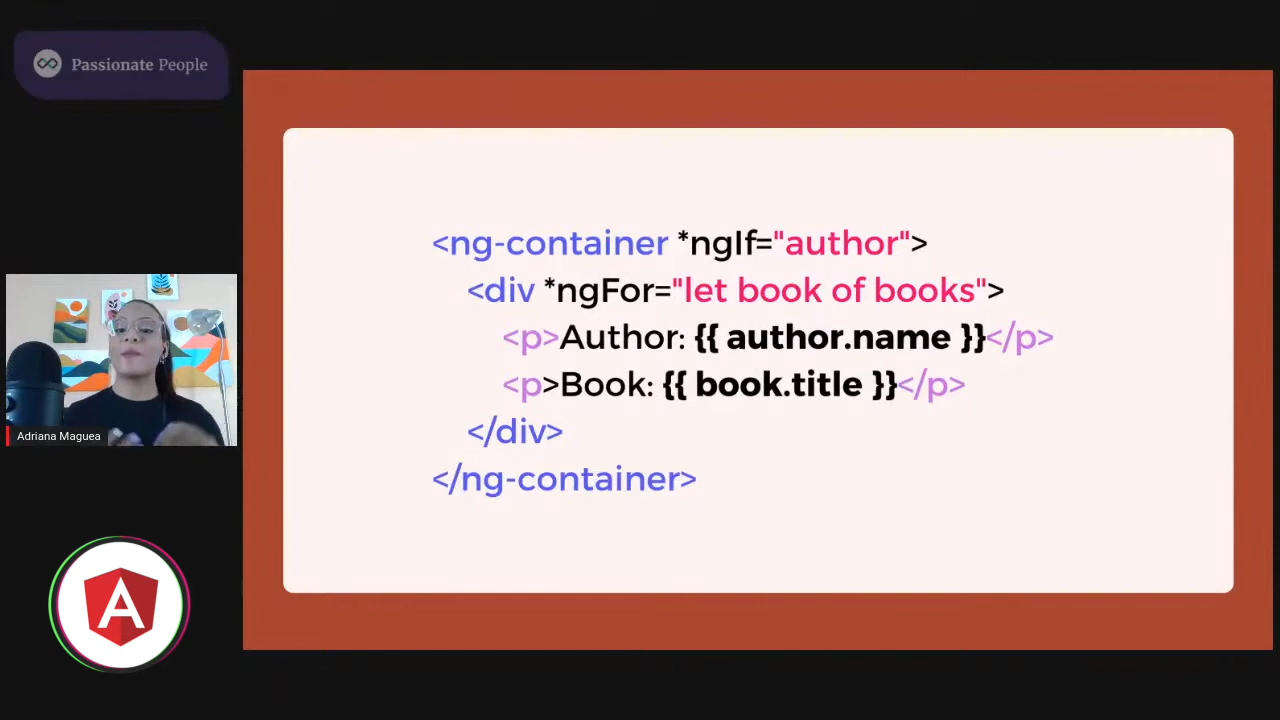 Passionate People
<ng-container *ngIf="author">
<div *ngFor="let book of books">
<p>Author: {{ author.name }}</p>
<p>Book: {{ book.title }}</p>
</div>
</ng-container>
Adriana Maguea
A